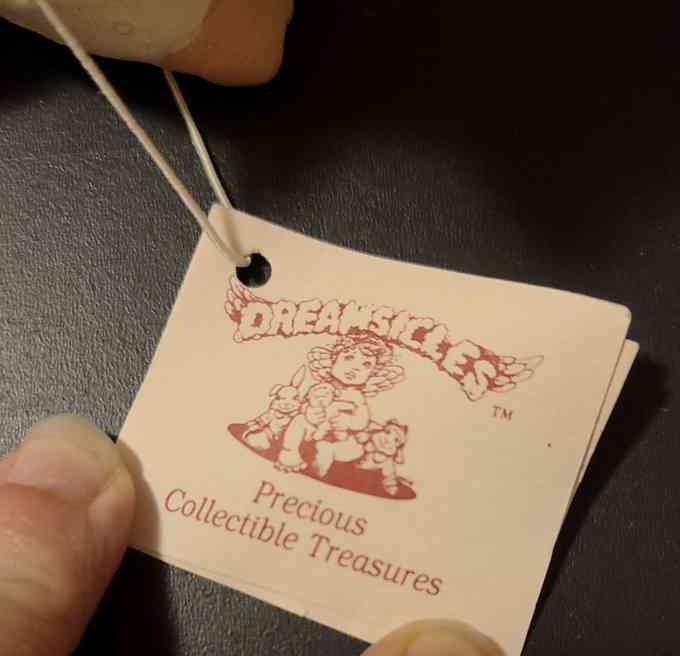 DREAMSICLES
TM
Precious
Collectible Treasures